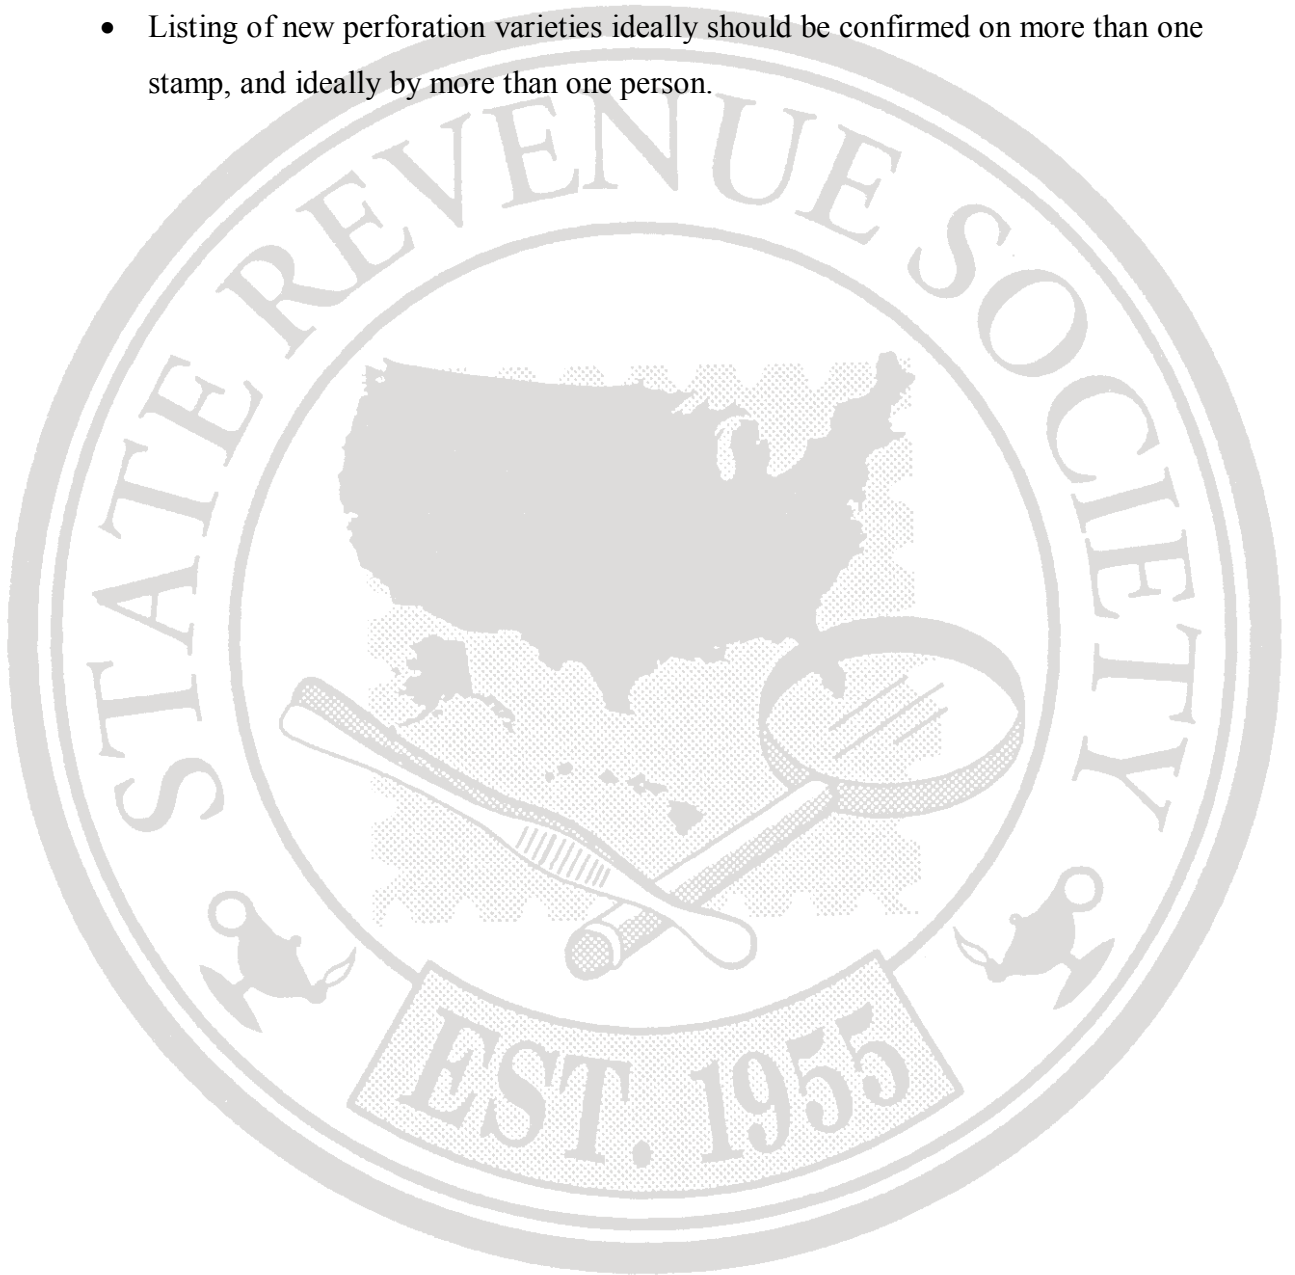 • Listing of new perforation varieties ideally should be confirmed on more than one
stamp, and ideally by more than one person.
STATE REVENUE SOCIETY
EST. 1955